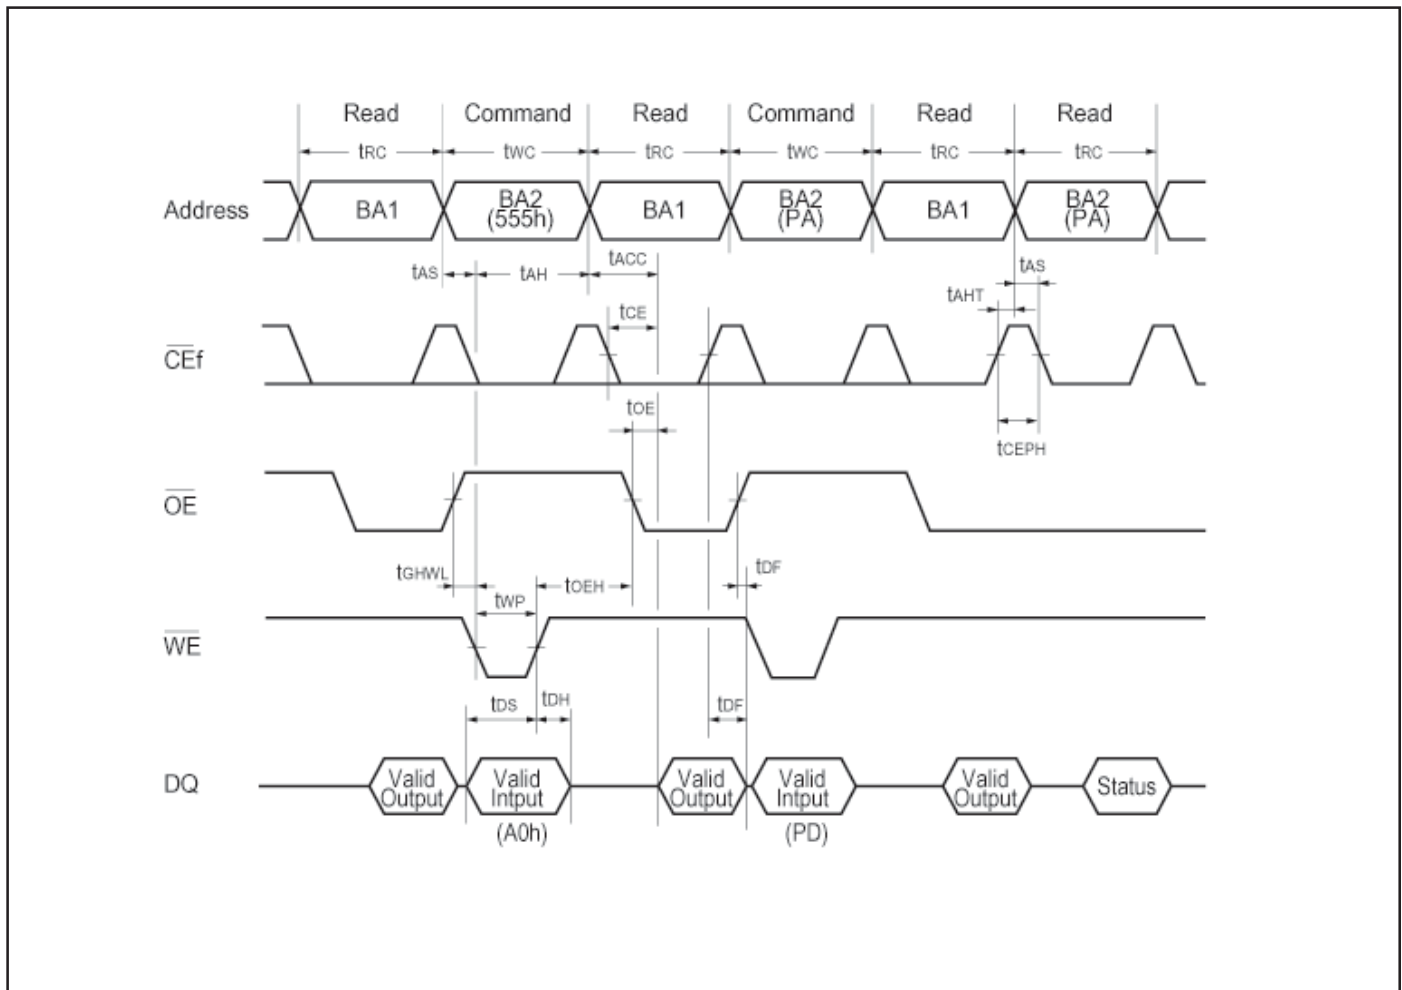 Read Command Read Command Read Read
tRC tWC tRC tWC tRC tRC
Address BA1 BA2 (555h) BA1 BA2 (PA) BA1 BA2 (PA)
tAS tAH tACC tAS
tAHT
tCE
CEf
tOE
tCEPH
OE
tGHWL tOEH tDF
tWP
WE
tDS tDH tDF
DQ Valid Output Valid Intput Valid Output Valid Intput Valid Output Status
(A0h) (PD)